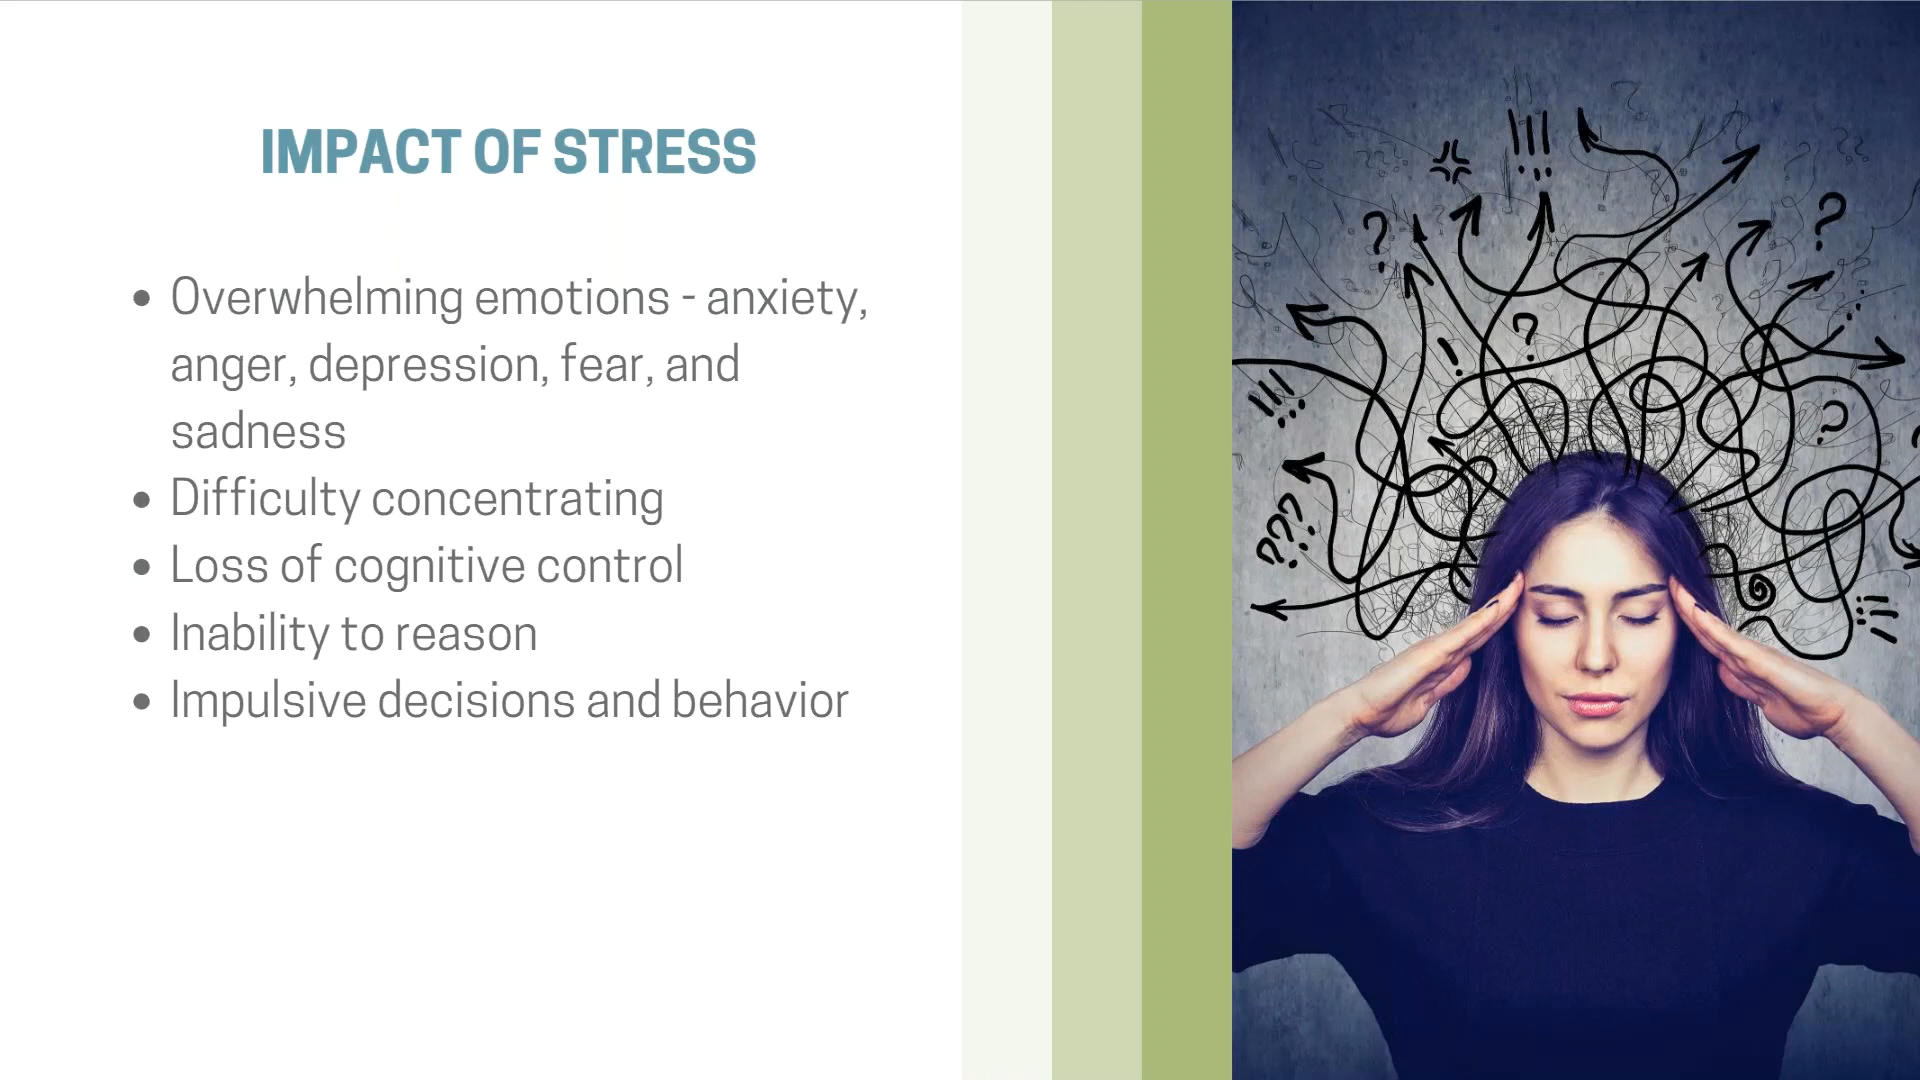 IMPACT OF STRESS
• Overwhelming emotions - anxiety,
anger, depression, fear, and
sadness
• Difficulty concentrating
• Loss of cognitive control
• Inability to reason
• Impulsive decisions and behavior
!!!
?
?
?
!
!!!
?
???
!!!